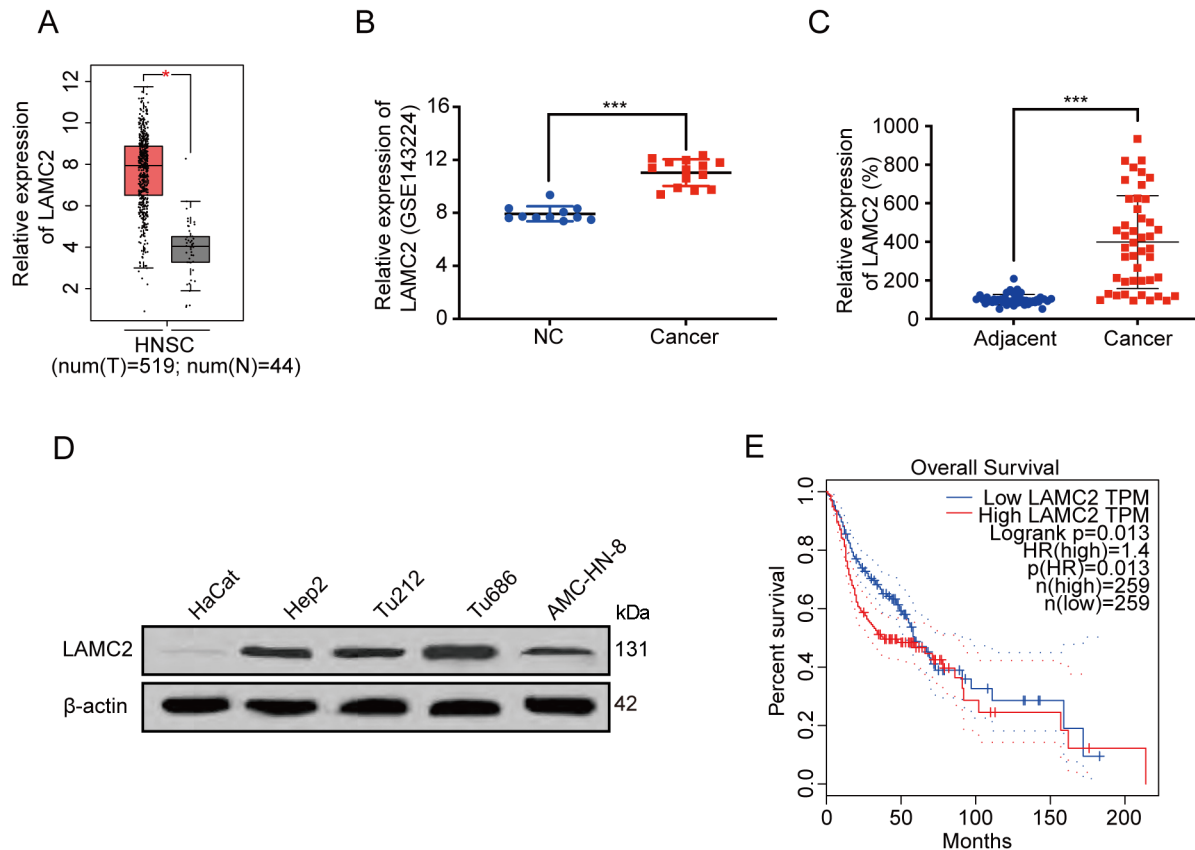 A
Relative expression
of LAMC2
12
10
8
6
4
2
*
HNSC
(num(T)=519; num(N)=44)
B
Relative expression of
LAMC2 (GSE143224)
16
12
8
4
0
***
NC Cancer
C
Relative expression
of LAMC2 (%)
1000
800
600
400
200
0
***
Adjacent Cancer
D
HaCat Hep2 Tu212 Tu686 AMC-HN-8 kDa
LAMC2 131
β-actin 42
E
Overall Survival
Percent survival
1.0
0.8
0.6
0.4
0.2
0.0
Low LAMC2 TPM
High LAMC2 TPM
Logrank p=0.013
HR(high)=1.4
p(HR)=0.013
n(high)=259
n(low)=259
0 50 100 150 200
Months